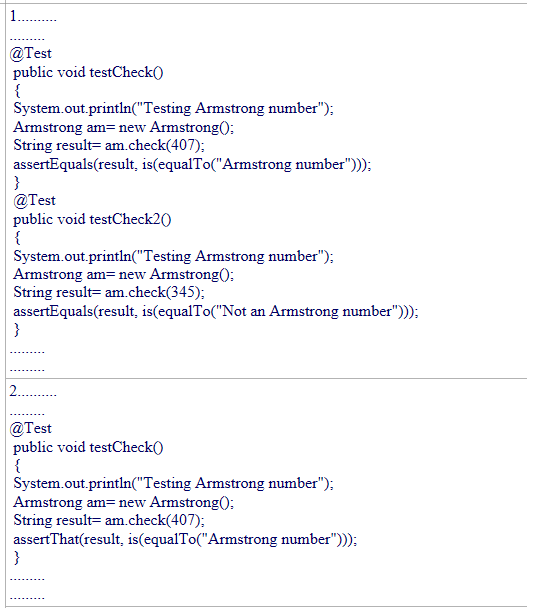 1..........
.........
@Test
public void testCheck()
{
System.out.println("Testing Armstrong number");
Armstrong am= new Armstrong();
String result= am.check(407);
assertEquals(result, is(equalTo("Armstrong number")));
}
@Test
public void testCheck2()
{
System.out.println("Testing Armstrong number");
Armstrong am= new Armstrong();
String result= am.check(345);
assertEquals(result, is(equalTo("Not an Armstrong number")));
}
.........
.........
2..........
.........
@Test
public void testCheck()
{
System.out.println("Testing Armstrong number");
Armstrong am= new Armstrong();
String result= am.check(407);
assertThat(result, is(equalTo("Armstrong number")));
}
.........
.........